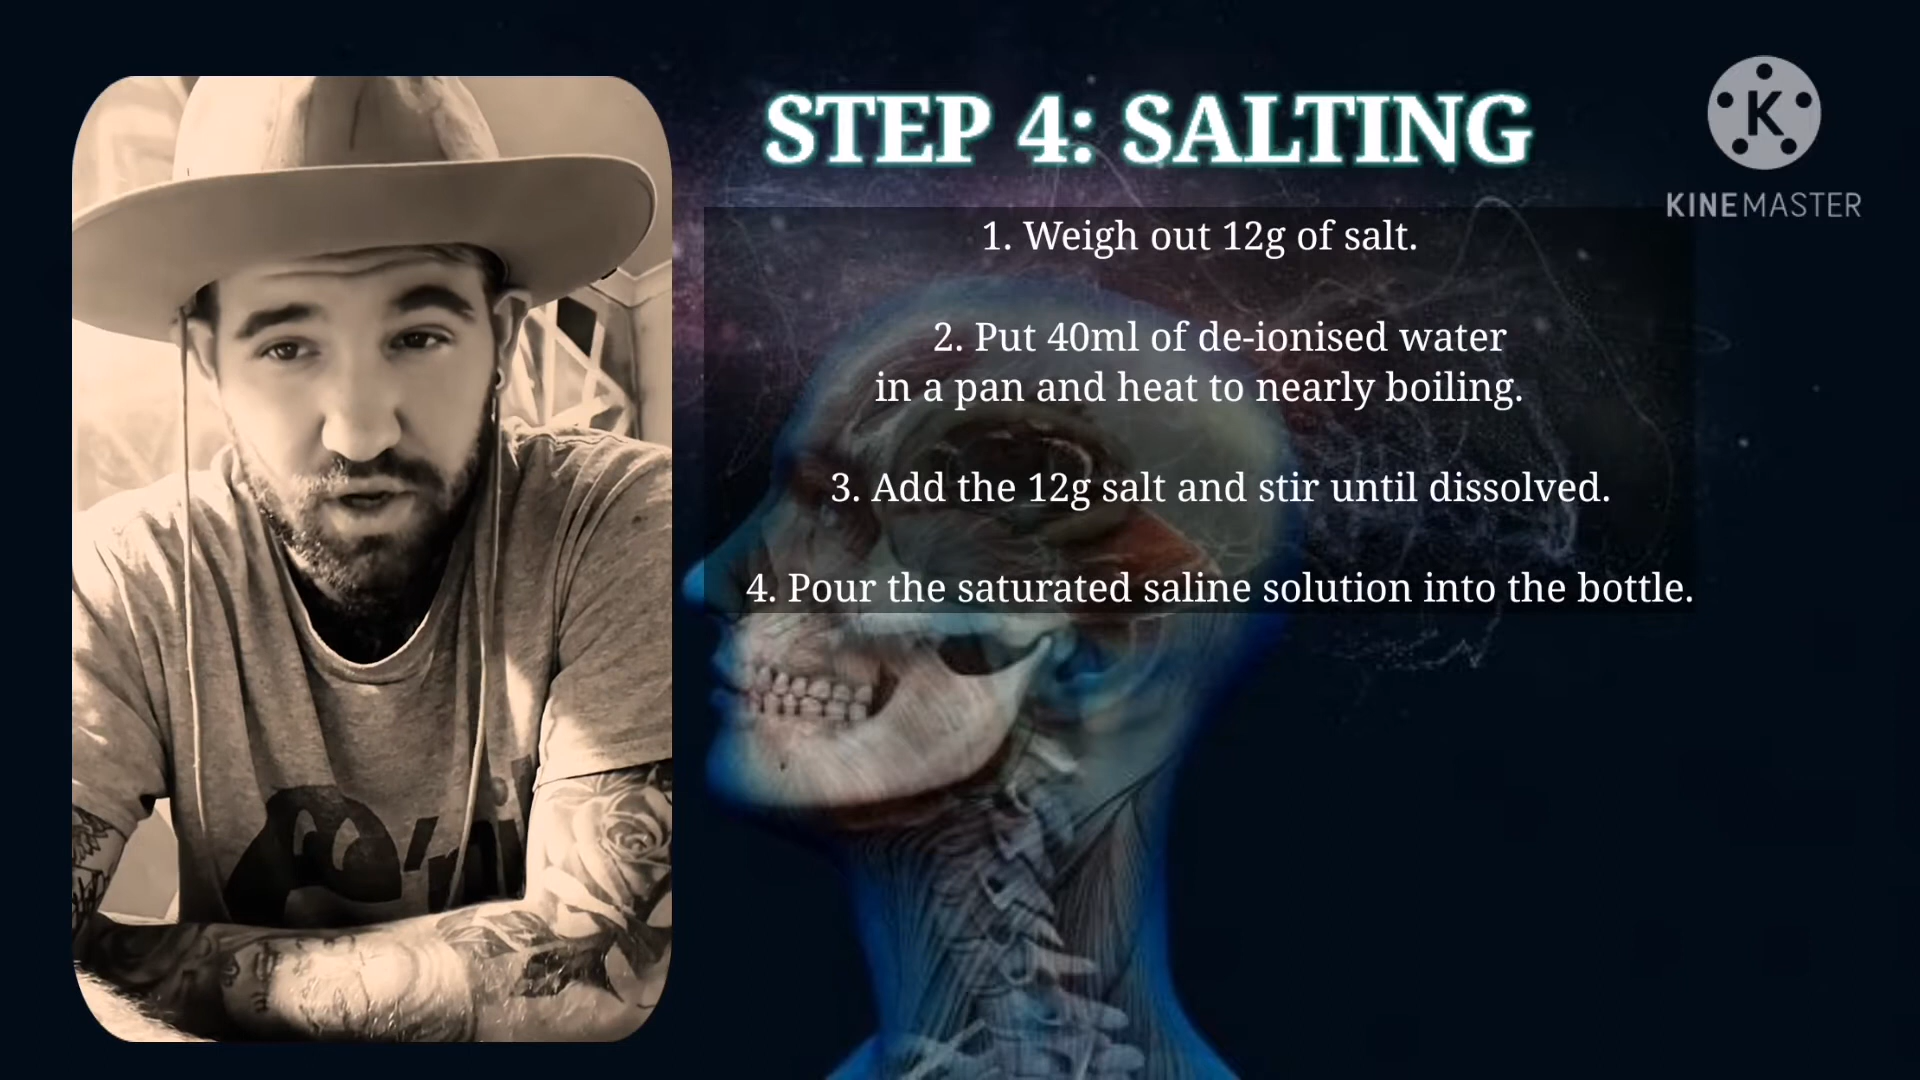 STEP 4: SALTING
KINEMASTER
1. Weigh out 12g of salt.
2. Put 40ml of de-ionised water
in a pan and heat to nearly boiling.
3. Add the 12g salt and stir until dissolved.
4. Pour the saturated saline solution into the bottle.